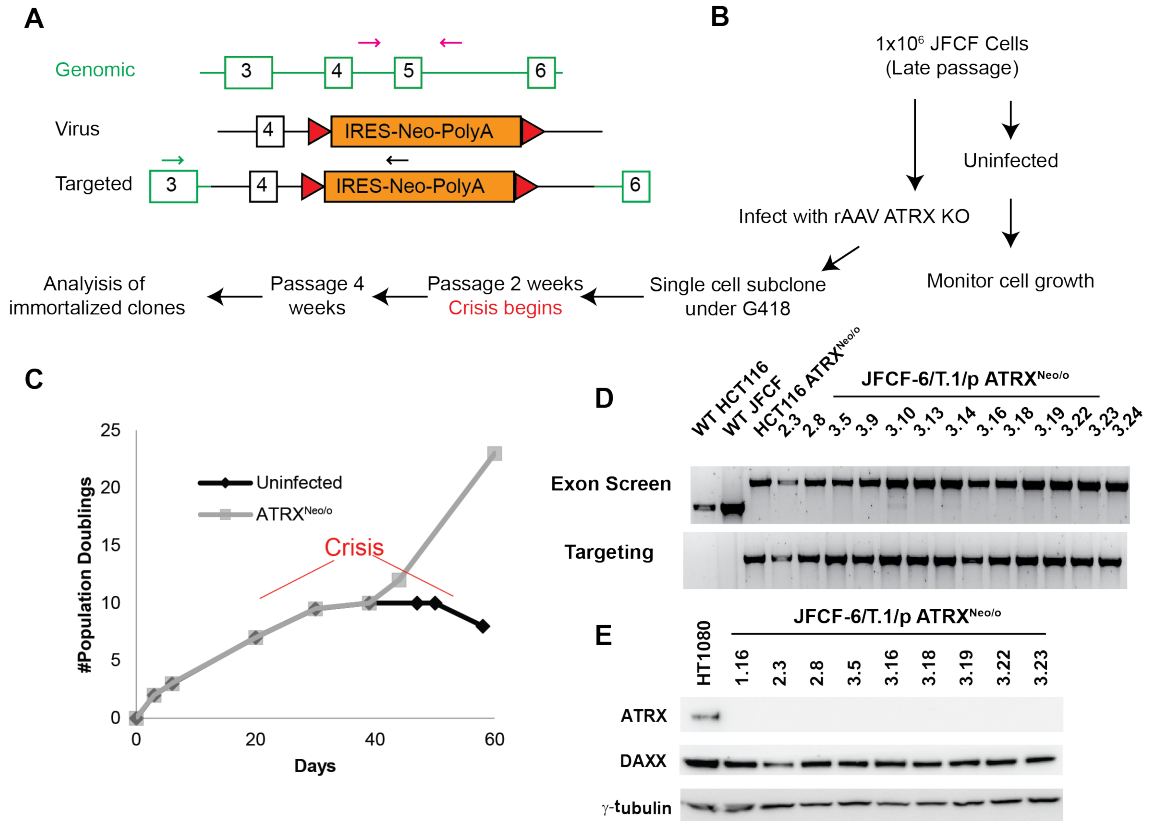 A
Genomic
3
4
5
6
Virus
4
IRES-Neo-PolyA
Targeted
3
4
IRES-Neo-PolyA
6
B
1x10⁶ JFCF Cells
(Late passage)
Uninfected
Infect with rAAV ATRX KO
Monitor cell growth
Single cell subclone
under G418
Passage 2 weeks
Crisis begins
Passage 4
weeks
Analyisis of
immortalized clones
C
#Population Doublings
25
20
15
10
5
0
0 20 40 60
Days
Uninfected
ATRXNeo/o
Crisis
D
WT HCT116
WT JFCF
HCT116 ATRXNeo/o
JFCF-6/T.1/p ATRXNeo/o
2.3
2.8
3.5
3.9
3.10
3.13
3.14
3.16
3.18
3.19
3.22
3.23
3.24
Exon Screen
Targeting
E
JFCF-6/T.1/p ATRXNeo/o
HT1080
1.16
2.3
2.8
3.5
3.16
3.18
3.19
3.22
3.23
ATRX
DAXX
γ-tubulin